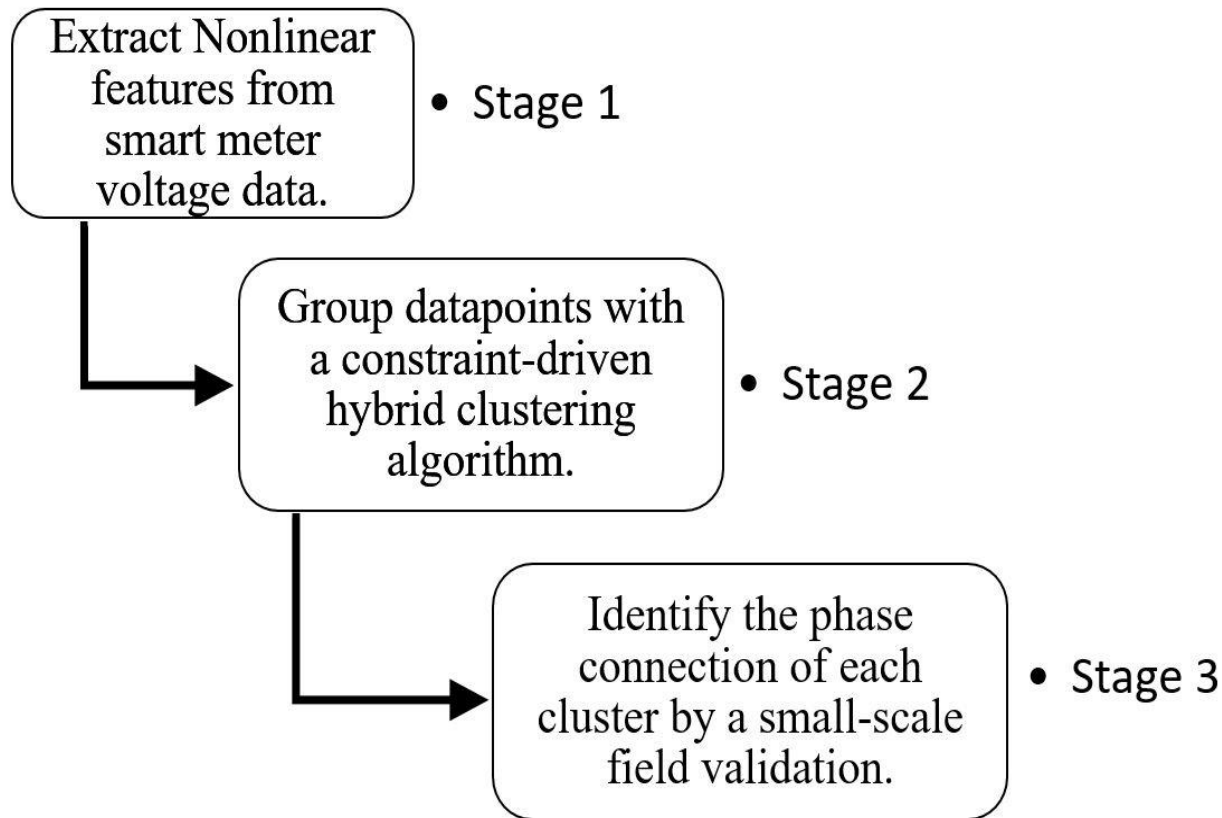 Extract Nonlinear
features from
smart meter
voltage data.
• Stage 1
Group datapoints with
a constraint-driven
hybrid clustering
algorithm.
• Stage 2
Identify the phase
connection of each
cluster by a small-scale
field validation.
• Stage 3